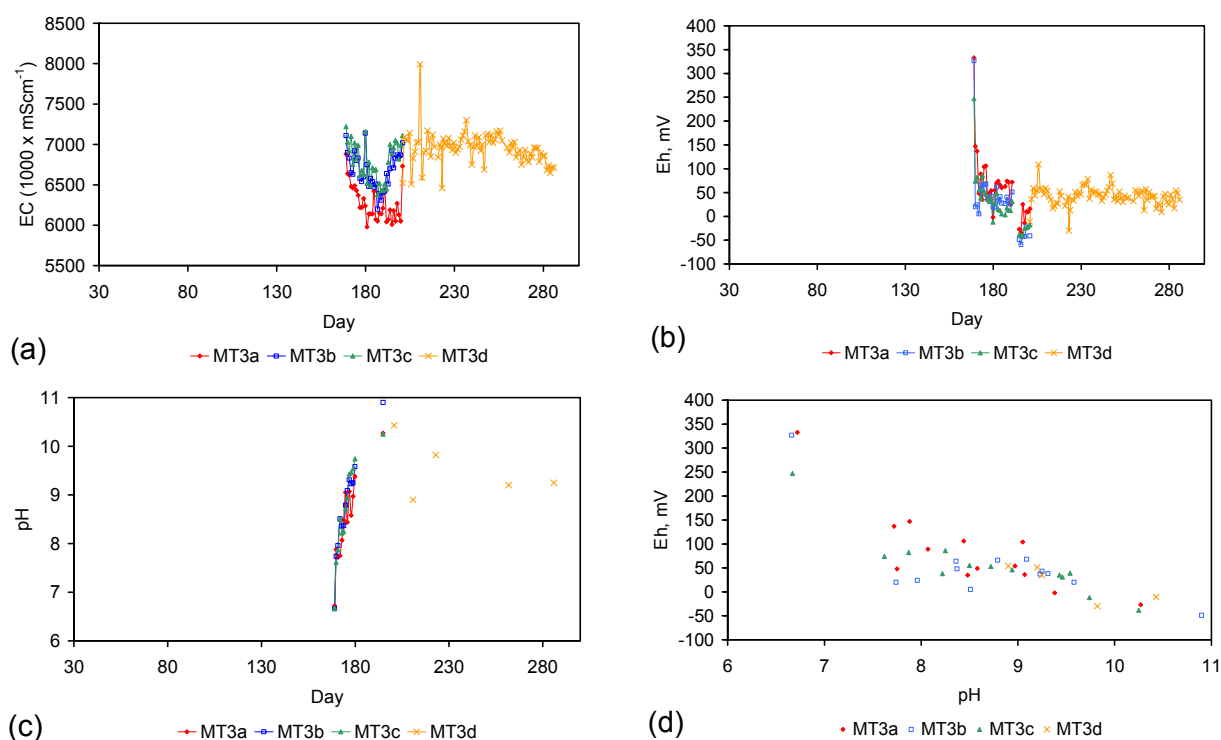 8500
8000
7500
7000
6500
6000
5500
EC (1000 x mScm⁻¹)
30 80 130 180 230 280
Day
(a)
MT3a MT3b MT3c MT3d
400
350
300
250
200
150
100
50
0
-50
-100
Eh, mV
30 80 130 180 230 280
Day
(b)
MT3a MT3b MT3c MT3d
11
10
9
8
7
6
pH
30 80 130 180 230 280
Day
(c)
MT3a MT3b MT3c MT3d
400
350
300
250
200
150
100
50
0
-50
-100
Eh, mV
6 7 8 9 10 11
pH
(d)
MT3a MT3b MT3c MT3d